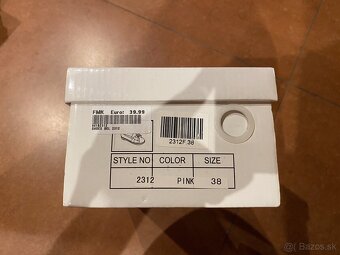 FMK Euro: 39.99
2312F 38
STYLE NO COLOR SIZE
2312 PINK 38
Bazos.sk